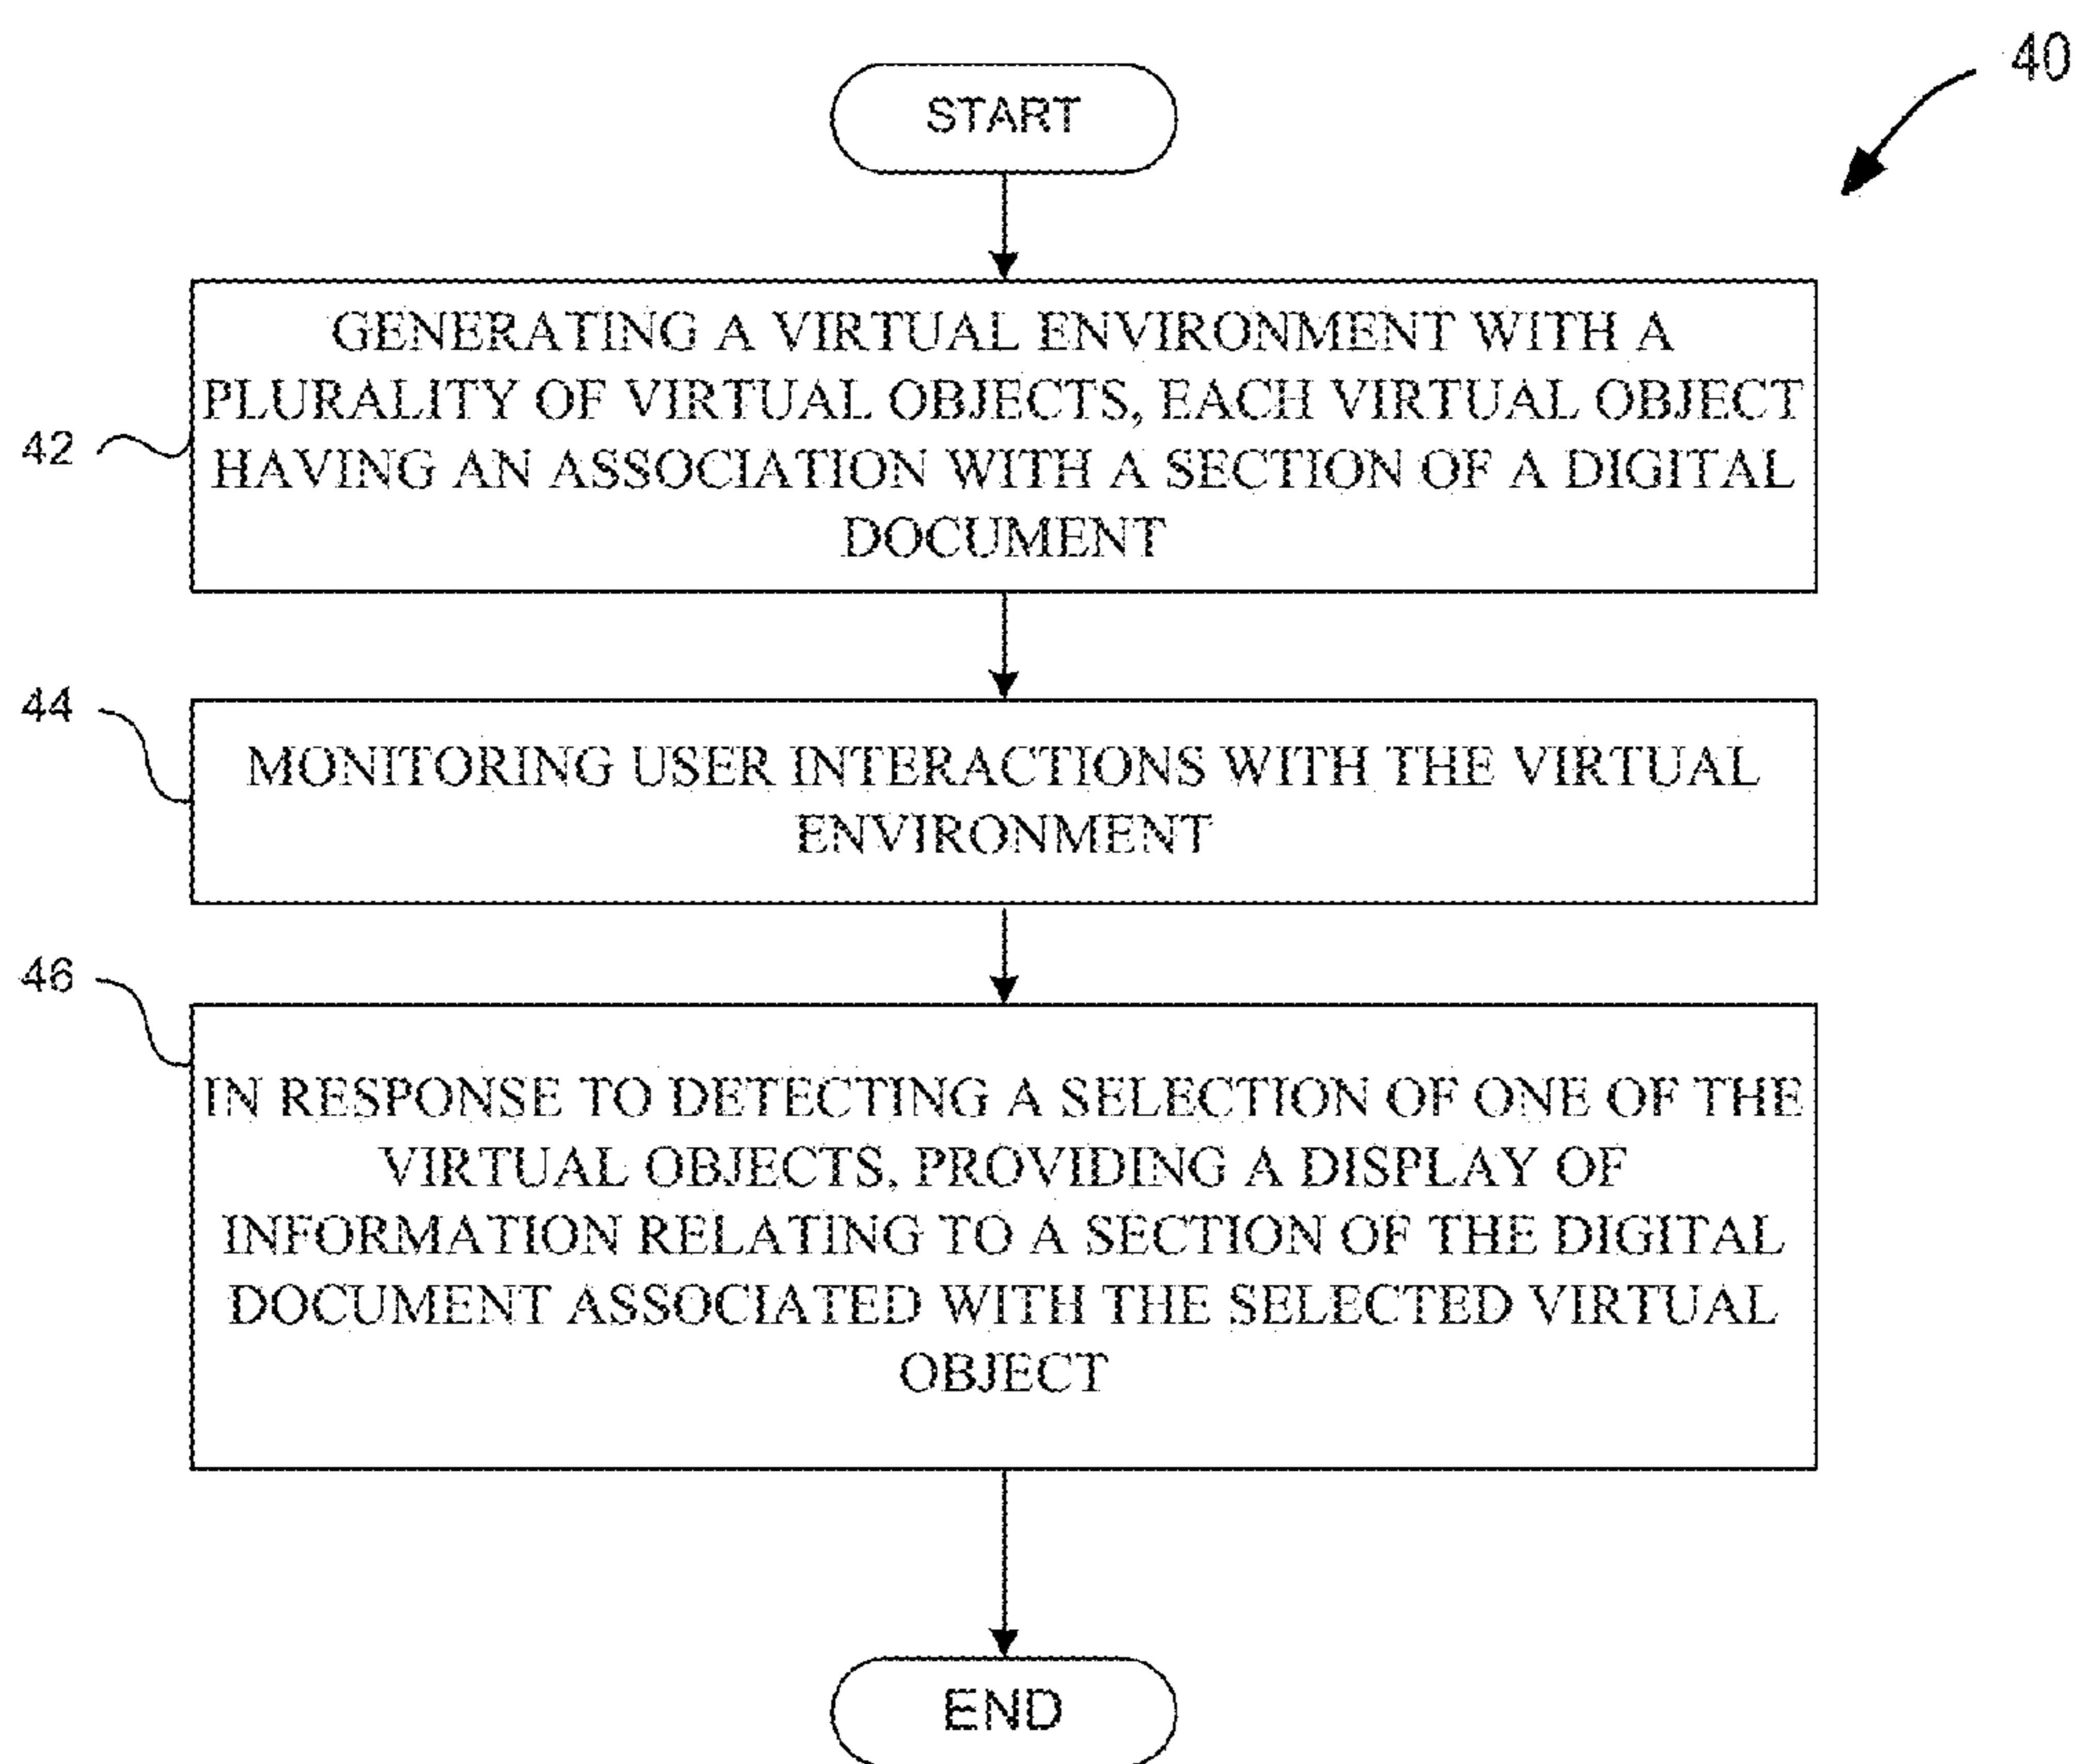 40
START
GENERATING A VIRTUAL ENVIRONMENT WITH A
PLURALITY OF VIRTUAL OBJECTS, EACH VIRTUAL OBJECT
HAVING AN ASSOCIATION WITH A SECTION OF A DIGITAL
DOCUMENT
42
44
MONITORING USER INTERACTIONS WITH THE VIRTUAL
ENVIRONMENT
46
IN RESPONSE TO DETECTING A SELECTION OF ONE OF THE
VIRTUAL OBJECTS, PROVIDING A DISPLAY OF
INFORMATION RELATING TO A SECTION OF THE DIGITAL
DOCUMENT ASSOCIATED WITH THE SELECTED VIRTUAL
OBJECT
END